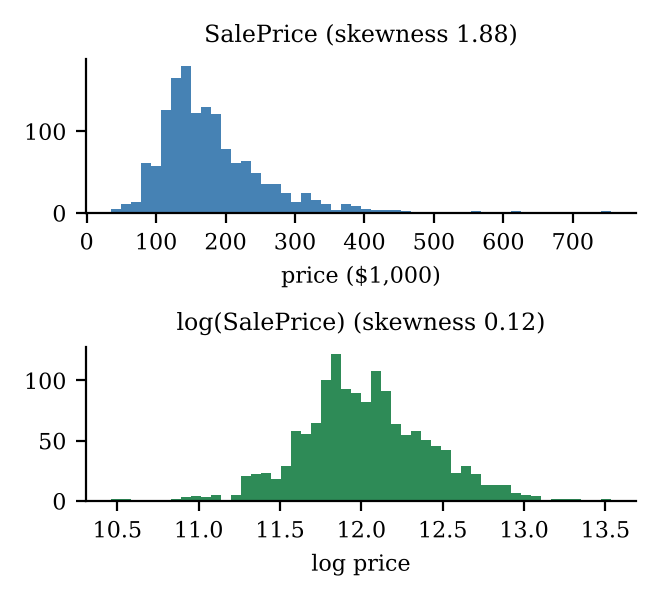 SalePrice (skewness 1.88)
100
0
0 100 200 300 400 500 600 700
price ($1,000)
log(SalePrice) (skewness 0.12)
100
50
0
10.5 11.0 11.5 12.0 12.5 13.0 13.5
log price